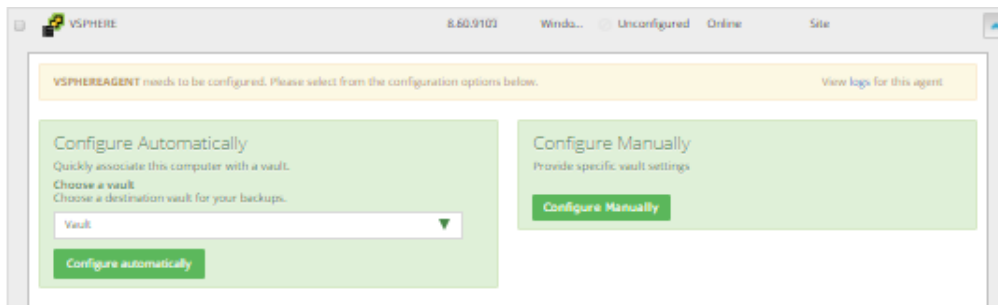 VSPHERE 8.60.9103 Windo... Unconfigured Online Site
VSPHEREAGENT needs to be configured. Please select from the configuration options below. View logs for this agent
Configure Automatically
Quickly associate this computer with a vault.
Choose a vault
Choose a destination vault for your backups.
Vault
Configure automatically
Configure Manually
Provide specific vault settings
Configure Manually